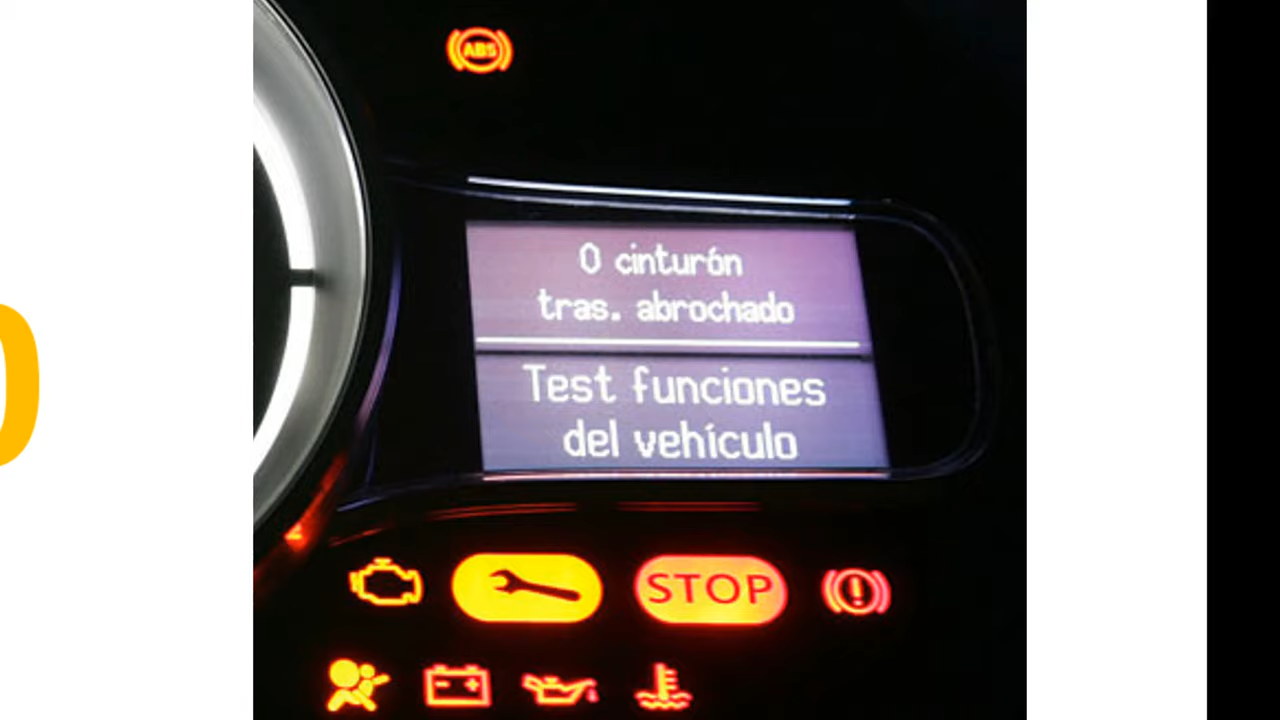 ABS
0 cinturón
tras. abrochado
Test funciones
del vehículo
STOP